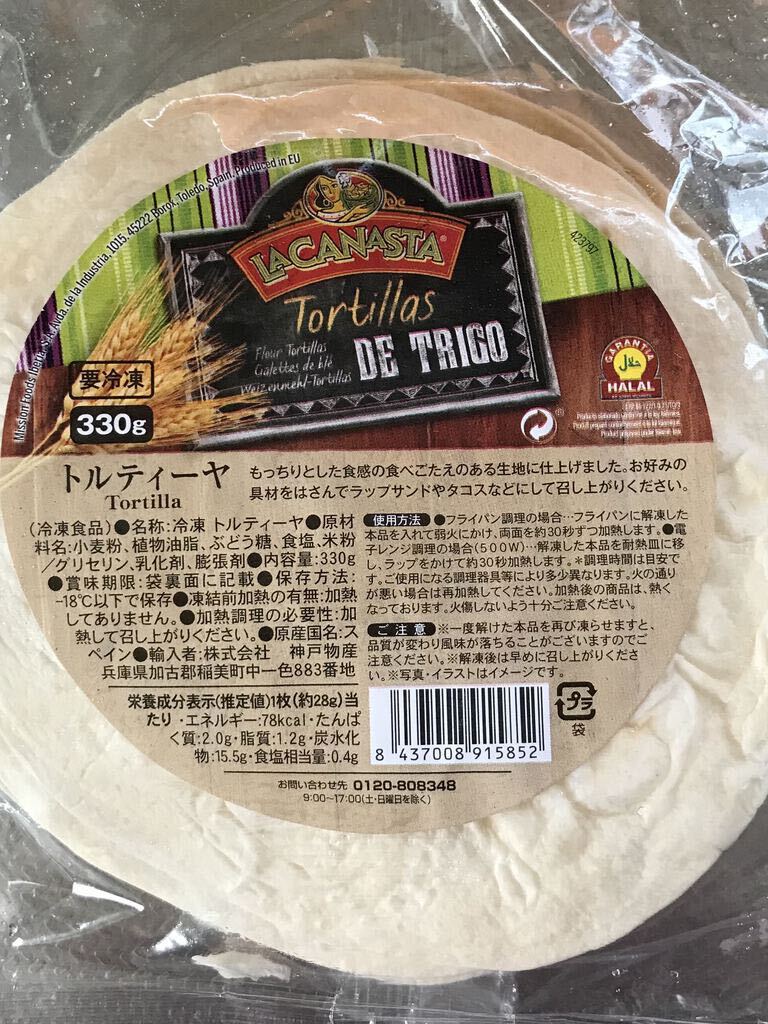 Mission Foods Iberia, S.A. Avda. de la Industria, 1015. 45222 Borox, Toledo, Spain. Produced in EU
423797
LA CANASTA®
Tortillas
DE TRIGO
Flour Tortillas
Galettes de blé
Weizenmehl-Tortillas
GARANTIA
HALAL
要冷凍
330g
トルティーヤ
Tortilla
もっちりとした食感の食べごたえのある生地に仕上げました。お好みの
具材をはさんでラップサンドやタコスなどにして召し上がりください。
(冷凍食品)●名称:冷凍 トルティーヤ●原材
料名:小麦粉、植物油脂、ぶどう糖、食塩、米粉
/グリセリン、乳化剤、膨張剤●内容量:330g
●賞味期限:袋裏面に記載●保存方法:
-18℃以下で保存●凍結前加熱の有無:加熱
してありません。●加熱調理の必要性:加
熱して召し上がりください。●原産国名:ス
ペイン●輸入者:株式会社 神戸物産
兵庫県加古郡稲美町中一色883番地
使用方法 ●フライパン調理の場合…フライパンに解凍した
本品を入れて弱火にかけ、両面を約30秒ずつ加熱します。●電
子レンジ調理の場合(500W)…解凍した本品を耐熱皿に移
し、ラップをかけて約30秒加熱します。*調理時間は目安で
す。ご使用になる調理器具等により多少異なります。火の通り
が悪い場合は再加熱してください。加熱後の商品は、熱く
なっております。火傷しないよう十分ご注意ください。
ご注意 ※一度解けた本品を再び凍らせますと、
品質が変わり風味が落ちることがございますのでご
注意ください。※解凍後は早めに召し上がりくださ
い。※写真・イラストはイメージです。
栄養成分表示(推定値)1枚(約28g)当
たり・エネルギー:78kcal・たんぱ
く質:2.0g・脂質:1.2g・炭水化
物:15.5g・食塩相当量:0.4g
8 437008 915852
プラ
袋
お問い合わせ先 0120-808348
9:00~17:00(土・日曜日を除く)